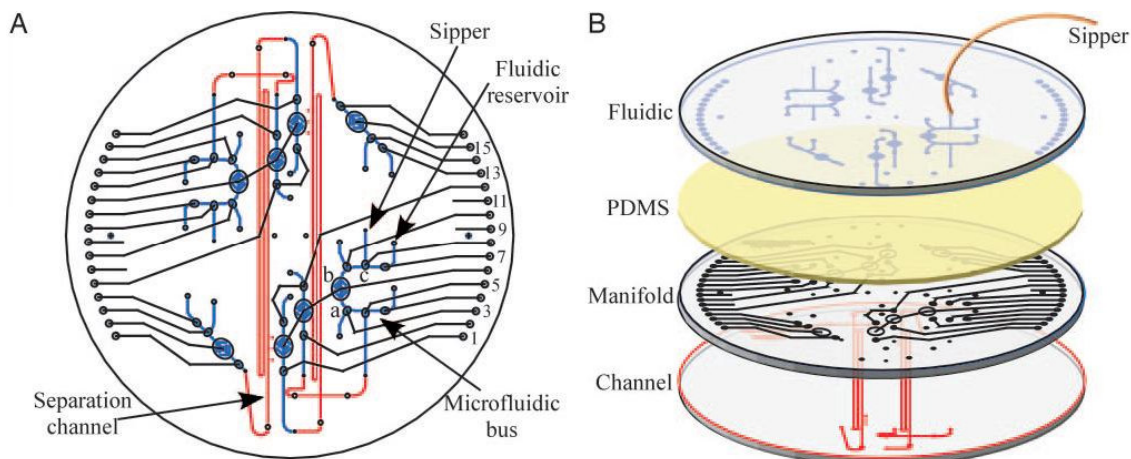 A
Sipper
Fluidic
reservoir
15
13
11
9
7
5
3
1
b
c
a
Separation
channel
Microfluidic
bus
B
Sipper
Fluidic
PDMS
Manifold
Channel